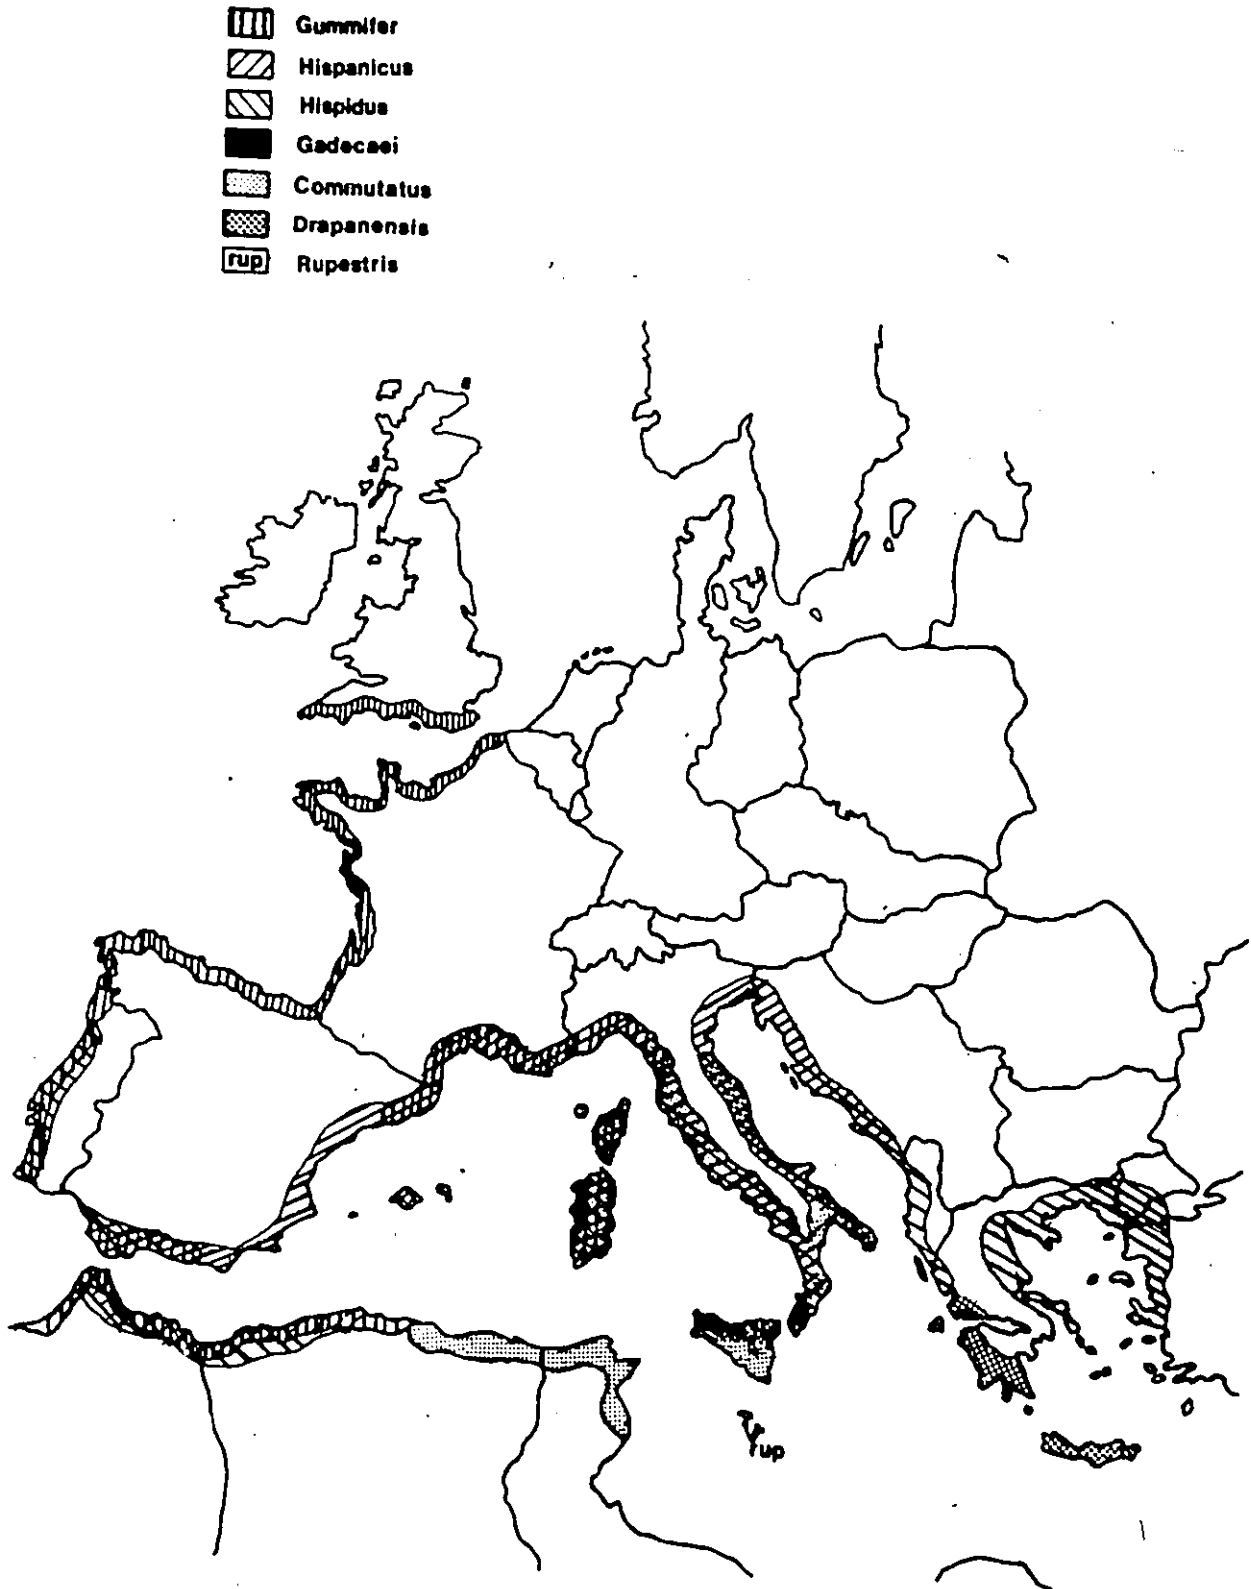 Gummifer
Hispanicus
Hispidus
Gadecaei
Commutatus
Drapanensis
rup Rupestris
rup